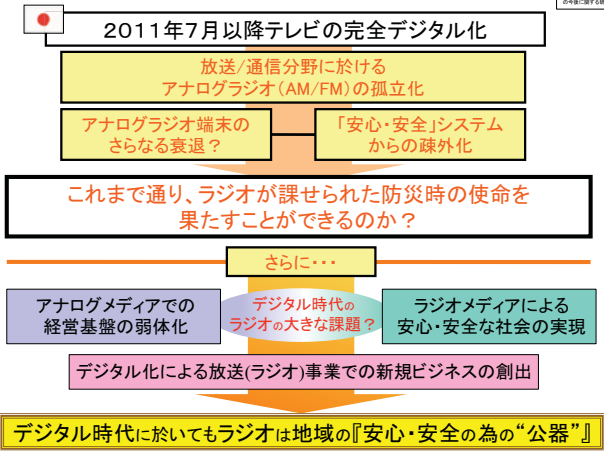 の今後に関する研
2011年7月以降テレビの完全デジタル化
放送/通信分野に於ける
アナログラジオ(AM/FM)の孤立化
アナログラジオ端末の
さらなる衰退?
「安心・安全」システム
からの疎外化
これまで通り、ラジオが課せられた防災時の使命を
果たすことができるのか?
さらに・・・
アナログメディアでの
経営基盤の弱体化
デジタル時代の
ラジオの大きな課題?
ラジオメディアによる
安心・安全な社会の実現
デジタル化による放送(ラジオ)事業での新規ビジネスの創出
デジタル時代に於いてもラジオは地域の『安心・安全の為の“公器”』